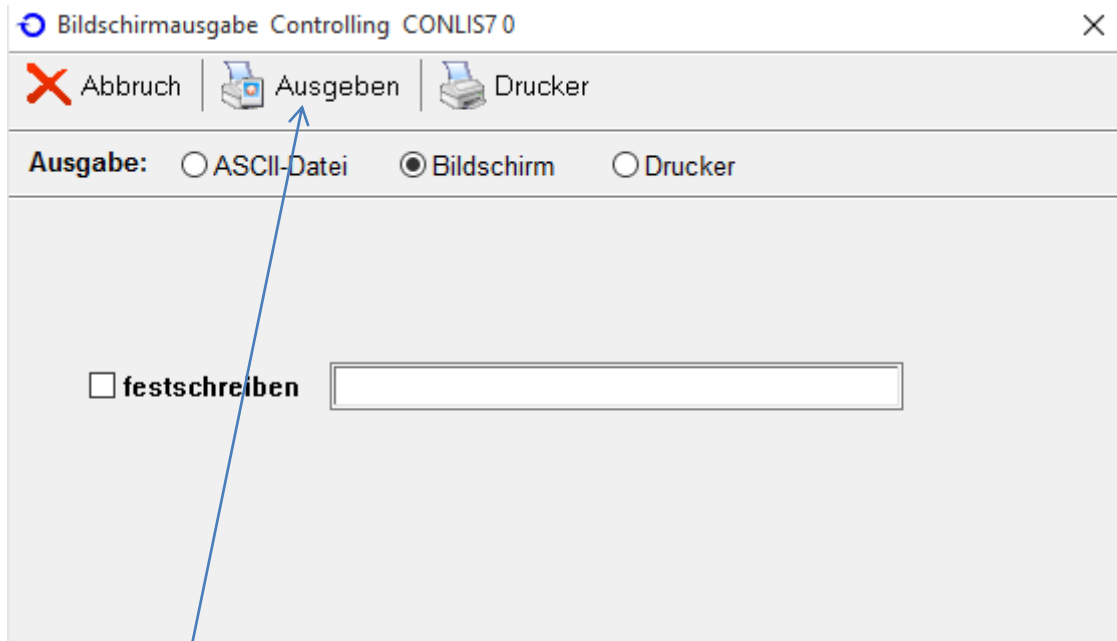 Bildschirmausgabe Controlling CONLIS7 0
Abbruch Ausgeben Drucker
Ausgabe: ASCII-Datei Bildschirm Drucker
festschreiben